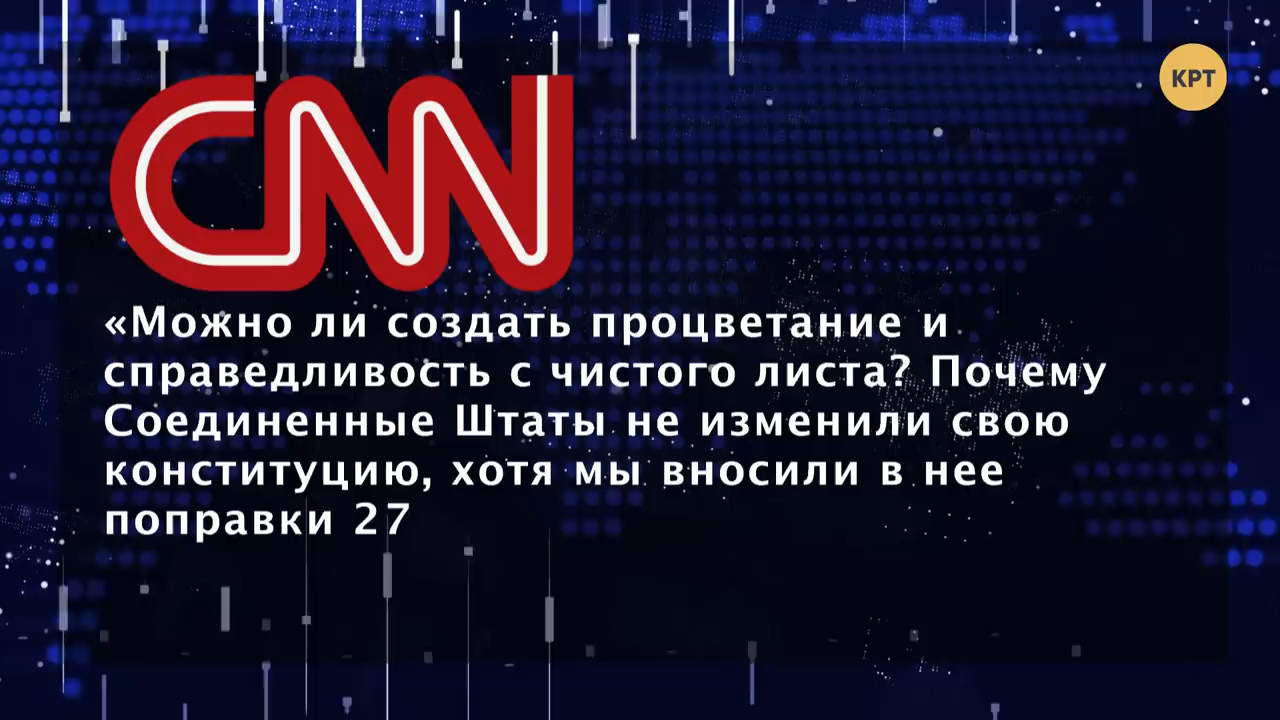 КРТ
CNN
«Можно ли создать процветание и
справедливость с чистого листа? Почему
Соединенные Штаты не изменили свою
конституцию, хотя мы вносили в нее
поправки 27